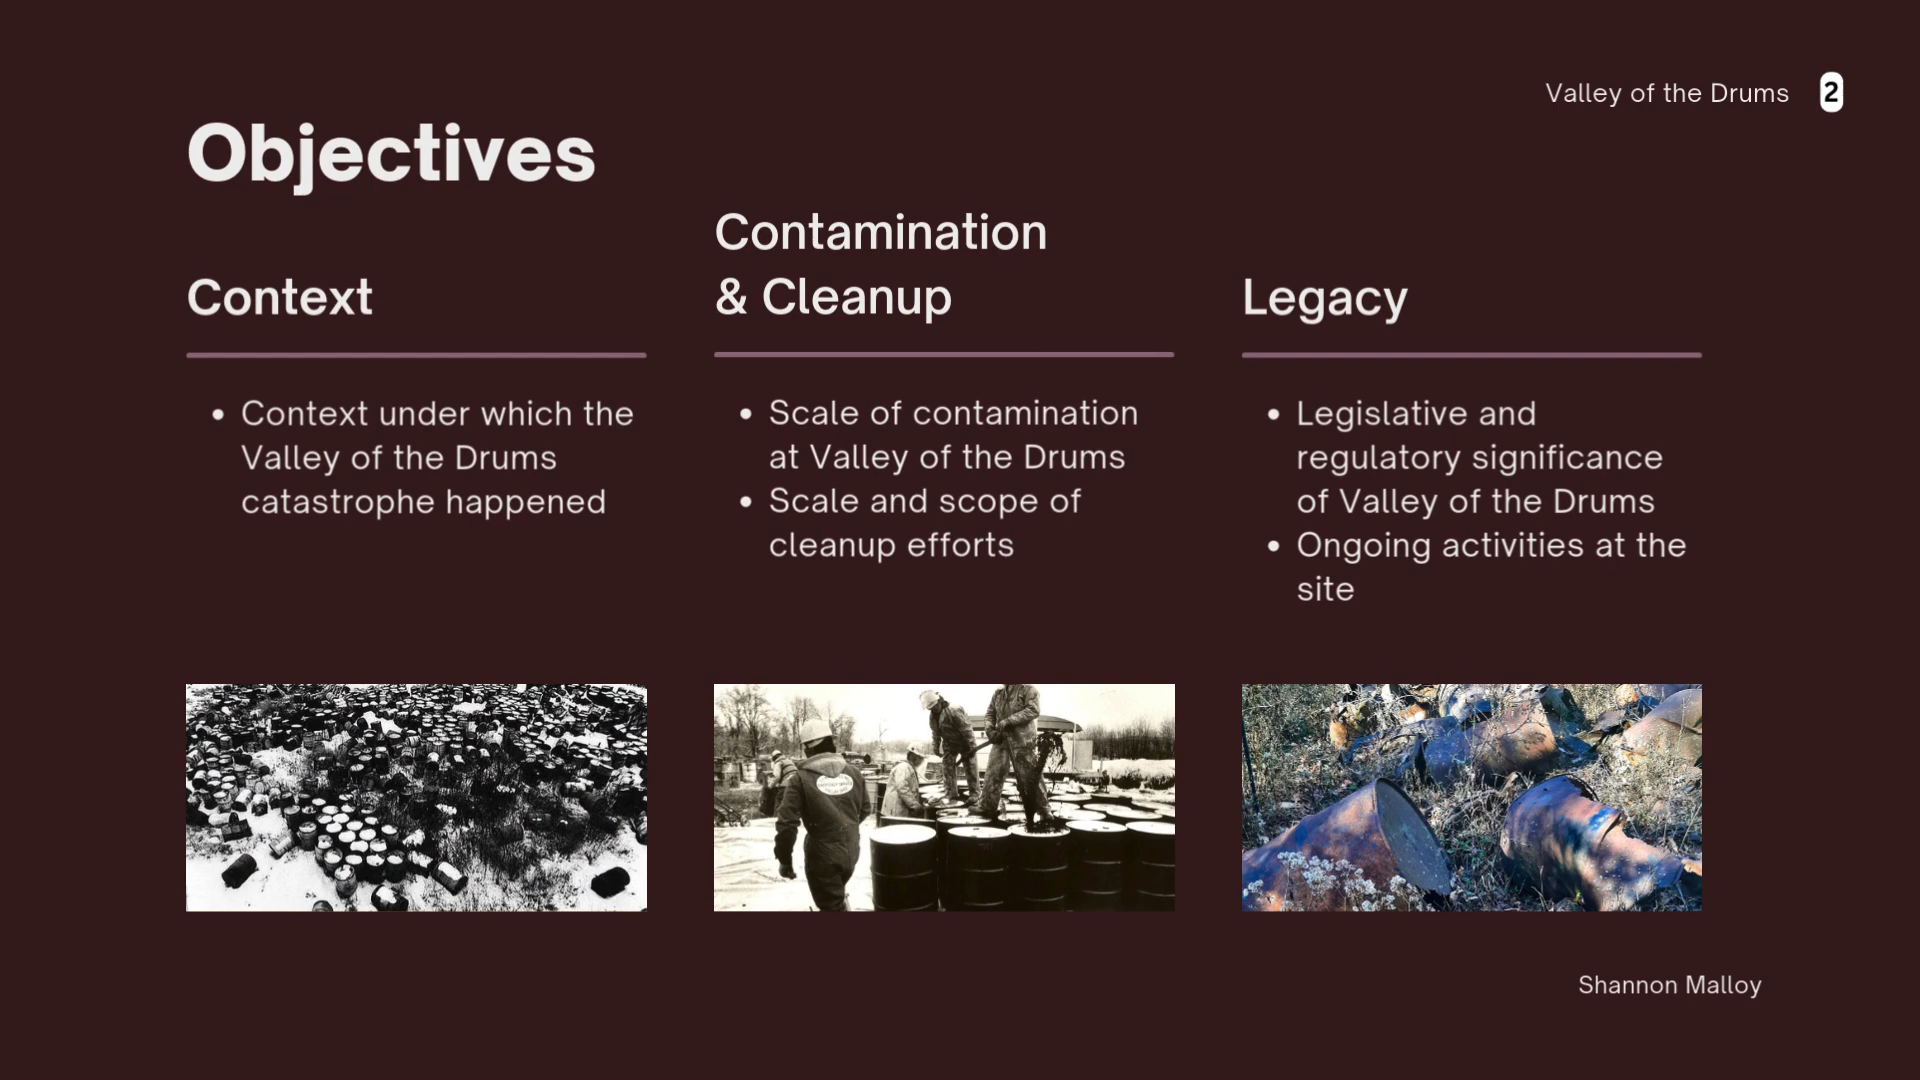 Valley of the Drums 2
Objectives
Context
• Context under which the
Valley of the Drums
catastrophe happened
Contamination
& Cleanup
• Scale of contamination
at Valley of the Drums
• Scale and scope of
cleanup efforts
Legacy
• Legislative and
regulatory significance
of Valley of the Drums
• Ongoing activities at the
site
Shannon Malloy